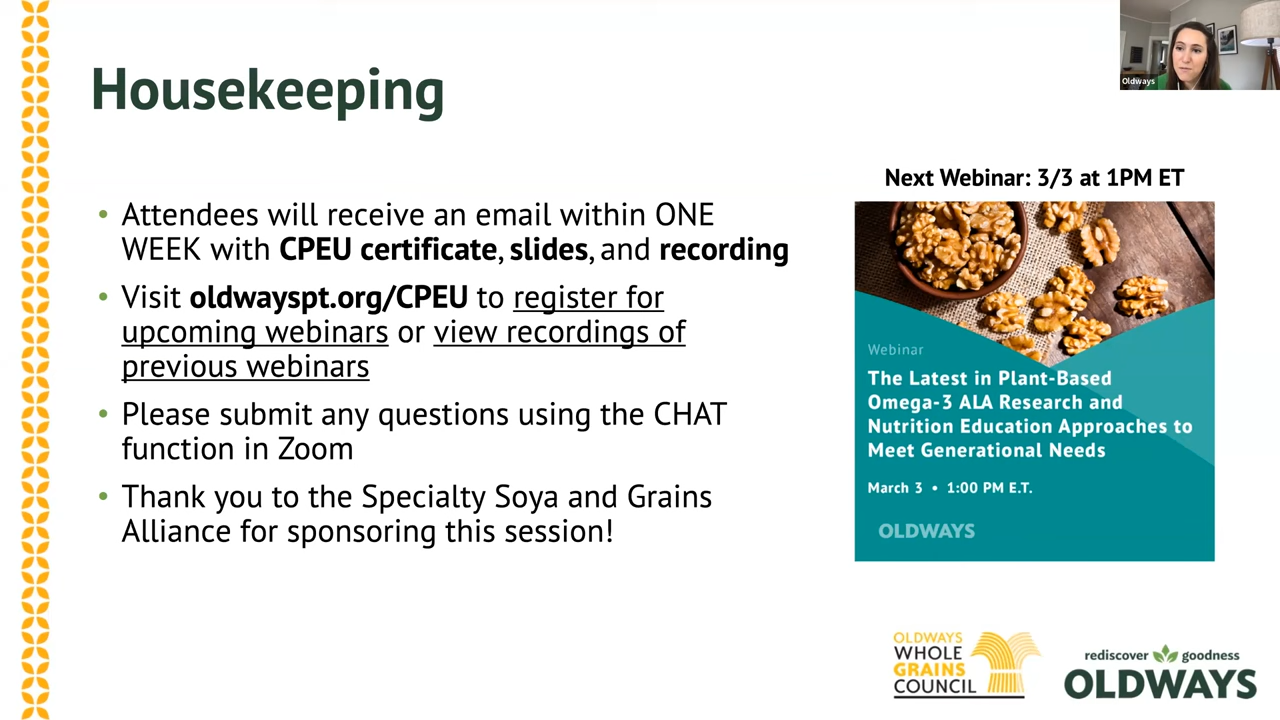 Housekeeping
• Attendees will receive an email within ONE
WEEK with CPEU certificate, slides, and recording
• Visit oldwayspt.org/CPEU to register for
upcoming webinars or view recordings of
previous webinars
• Please submit any questions using the CHAT
function in Zoom
• Thank you to the Specialty Soya and Grains
Alliance for sponsoring this session!
Oldways
Next Webinar: 3/3 at 1PM ET
Webinar
The Latest in Plant-Based
Omega-3 ALA Research and
Nutrition Education Approaches to
Meet Generational Needs
March 3 • 1:00 PM E.T.
OLDWAYS
OLDWAYS
WHOLE
GRAINS
COUNCIL
rediscover goodness
OLDWAYS